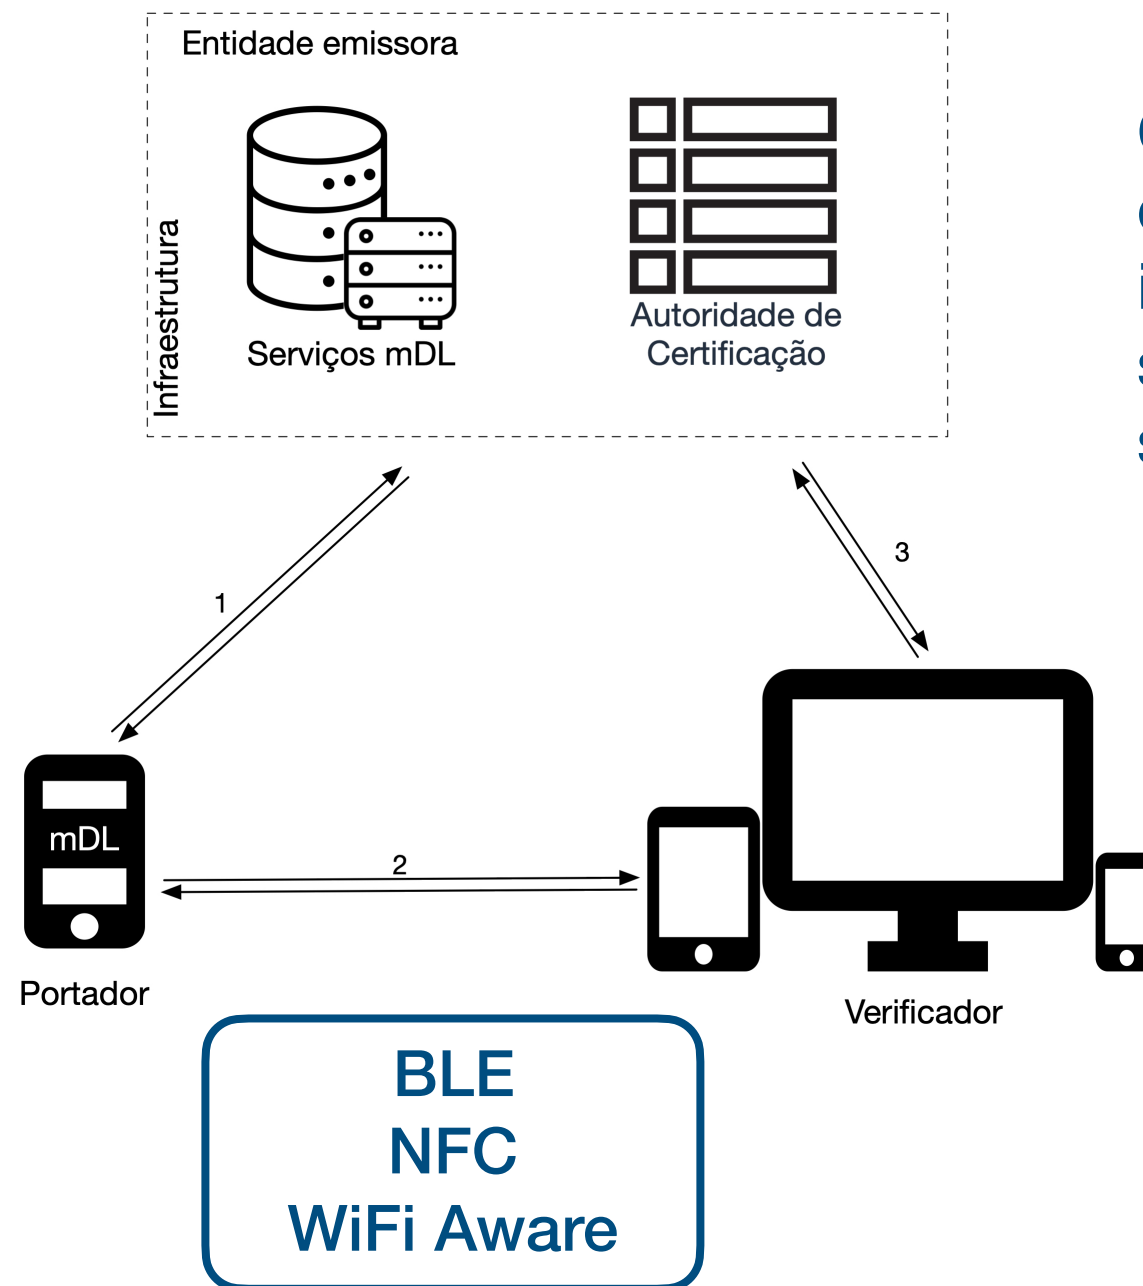 Entidade emissora
Infraestrutura
Serviços mDL
Autoridade de
Certificação
1
3
mDL
2
Portador
Verificador
BLE
NFC
WiFi Aware